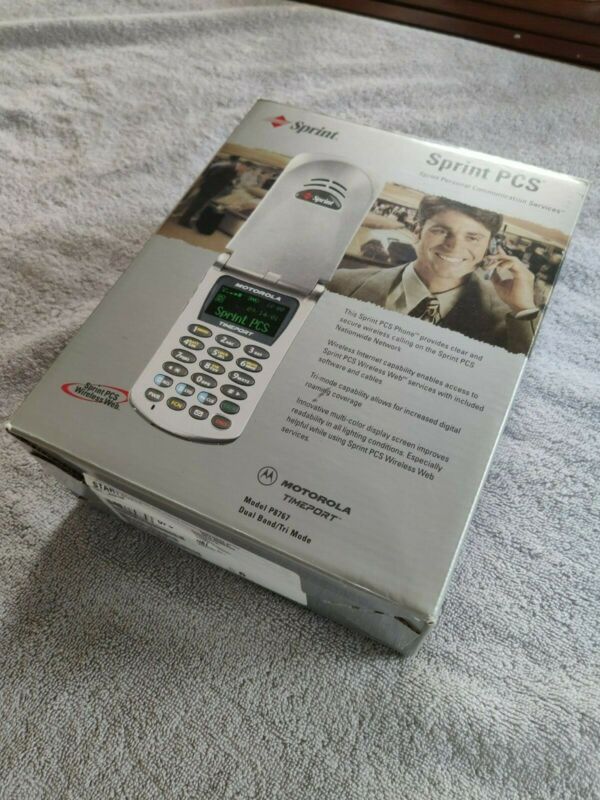 Sprint.
Sprint PCS
Sprint Personal Communication Services℠
Sprint
MOTOROLA
Sprint PCS
TIMEPORT
Sprint PCS
Wireless Web
This Sprint PCS Phone™ provides clear and
secure wireless calling on the Sprint PCS
Nationwide Network
Wireless Internet capability enables access to
Sprint PCS Wireless Web℠ services with included
software and cables
Tri-mode capability allows for increased digital
roaming coverage
Innovative multi-color display screen improves
readability in all lighting conditions. Especially
helpful while using Sprint PCS Wireless Web
services
MOTOROLA
TIMEPORT™
Model P8767
Dual Band/Tri Mode